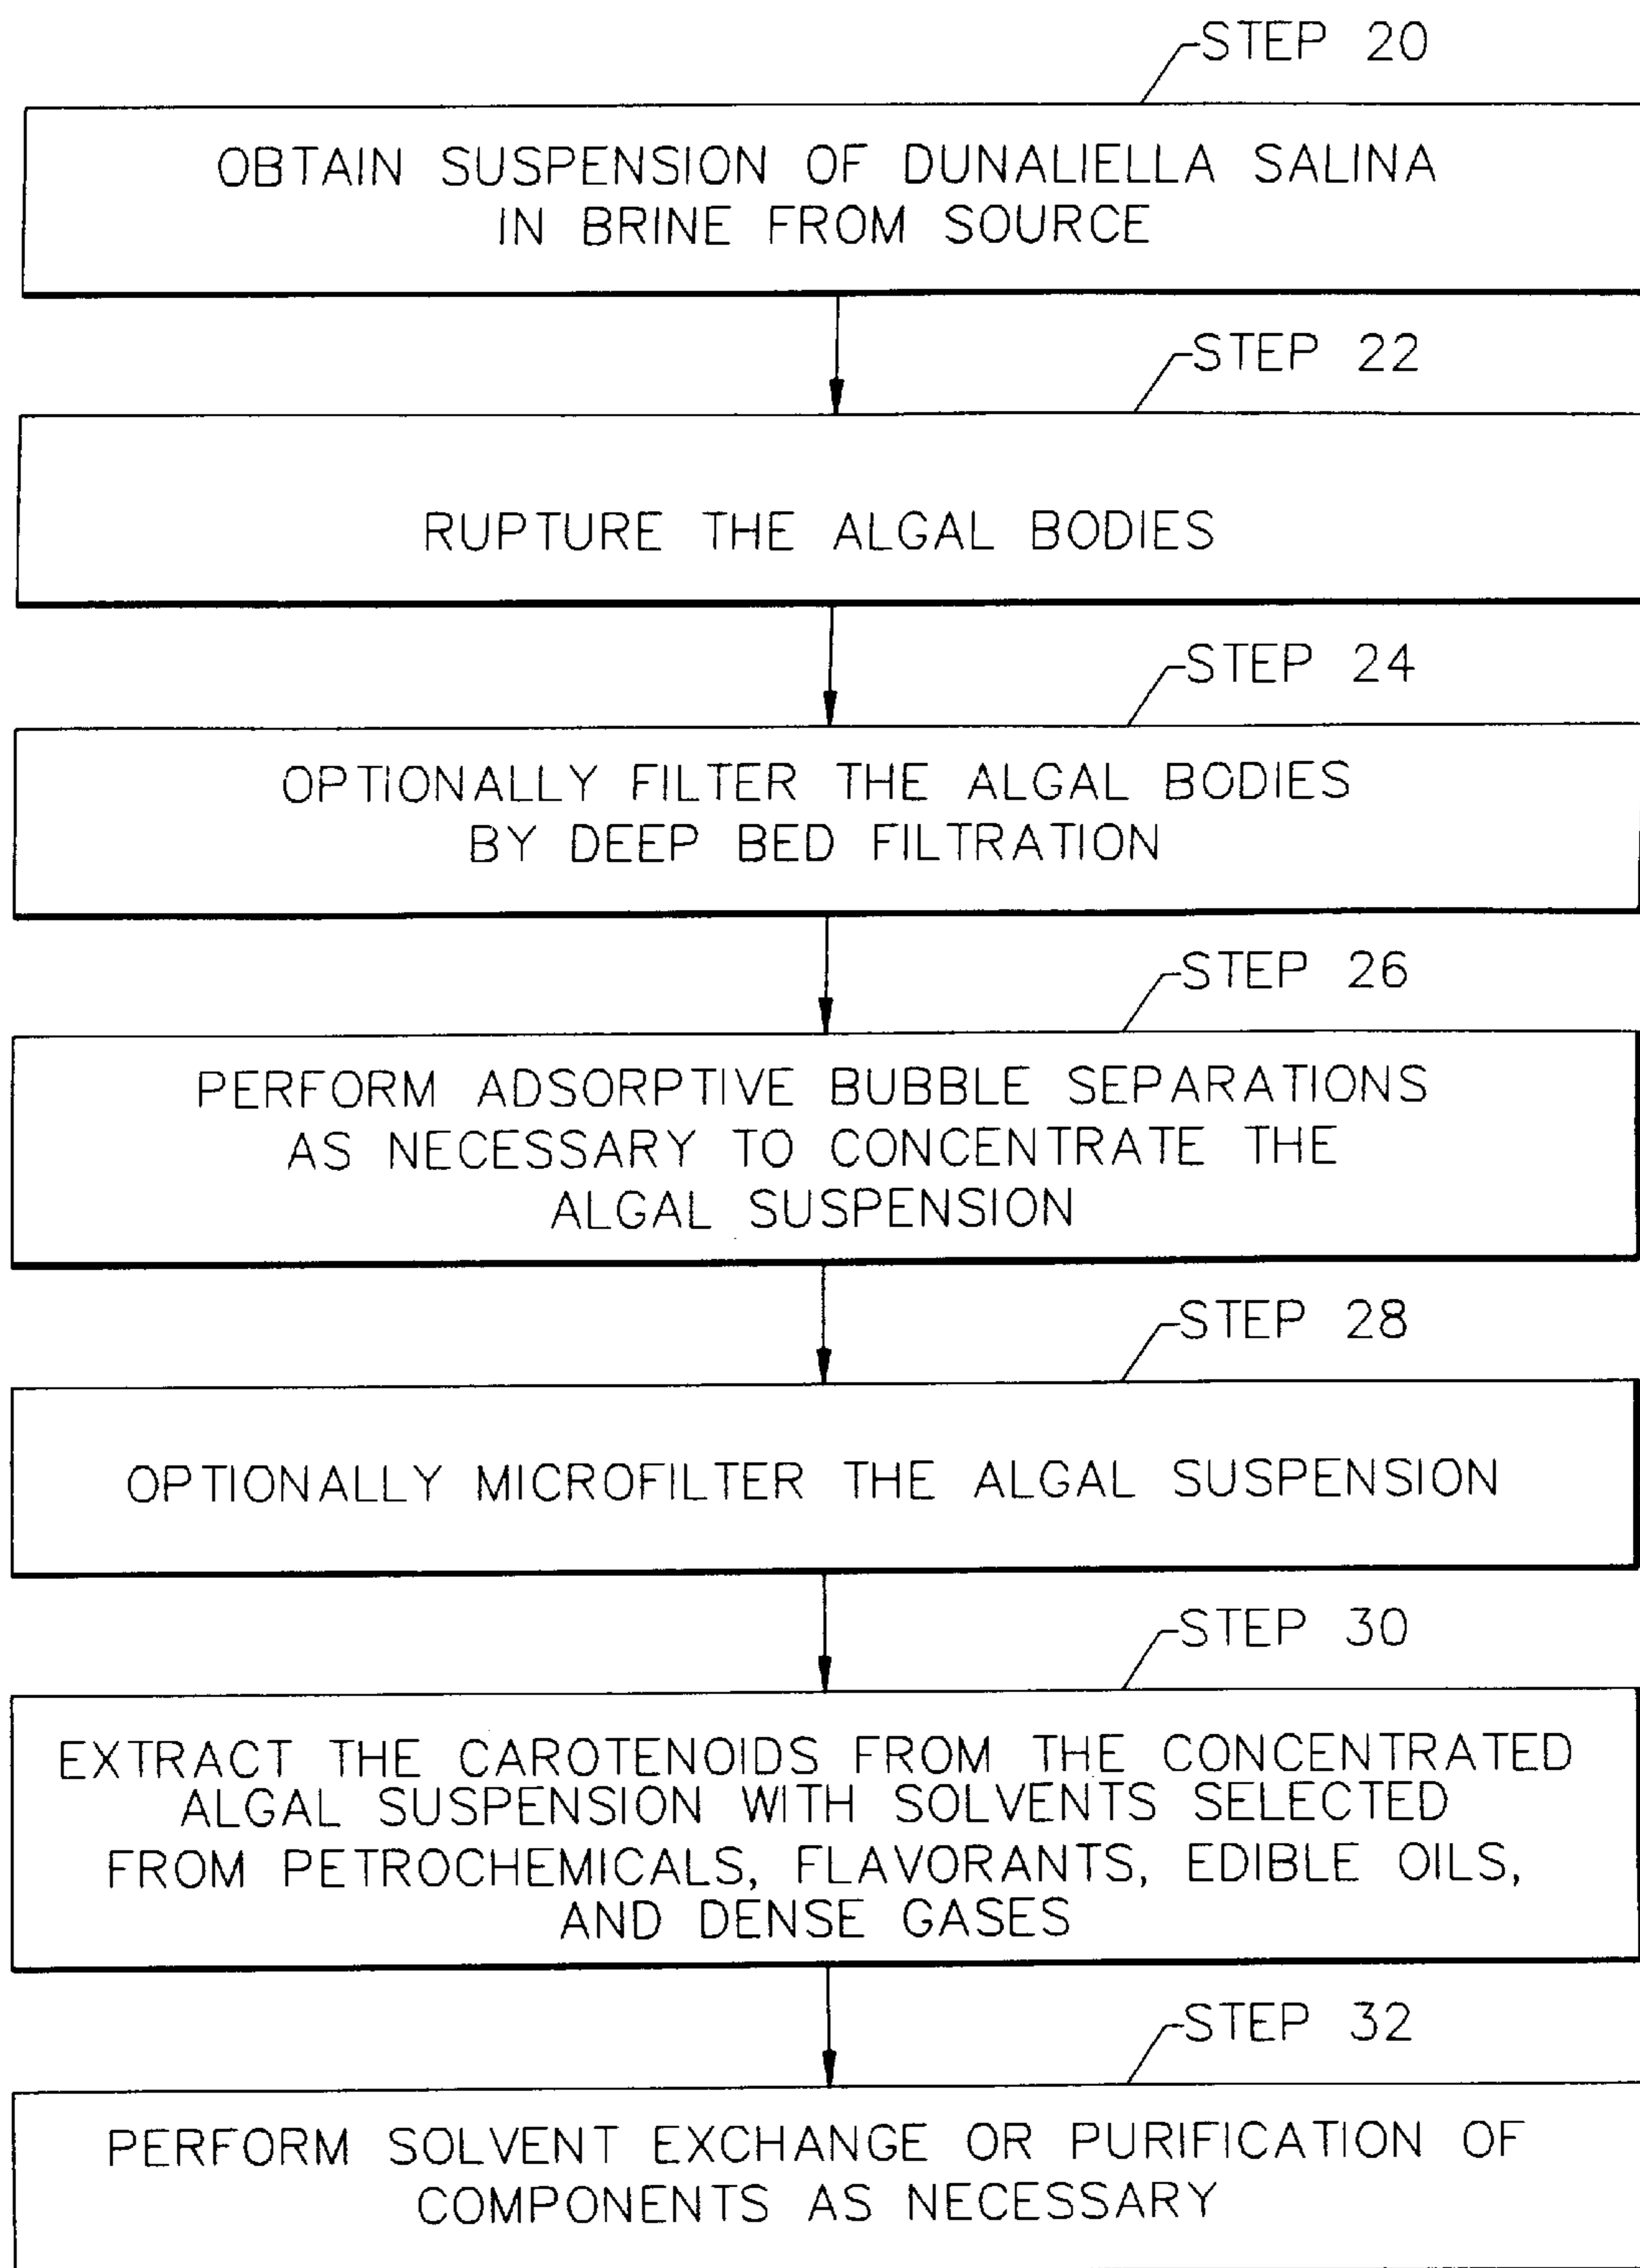 STEP 20
OBTAIN SUSPENSION OF DUNALIELLA SALINA
IN BRINE FROM SOURCE
STEP 22
RUPTURE THE ALGAL BODIES
STEP 24
OPTIONALLY FILTER THE ALGAL BODIES
BY DEEP BED FILTRATION
STEP 26
PERFORM ADSORPTIVE BUBBLE SEPARATIONS
AS NECESSARY TO CONCENTRATE THE
ALGAL SUSPENSION
STEP 28
OPTIONALLY MICROFILTER THE ALGAL SUSPENSION
STEP 30
EXTRACT THE CAROTENOIDS FROM THE CONCENTRATED
ALGAL SUSPENSION WITH SOLVENTS SELECTED
FROM PETROCHEMICALS, FLAVORANTS, EDIBLE OILS,
AND DENSE GASES
STEP 32
PERFORM SOLVENT EXCHANGE OR PURIFICATION OF
COMPONENTS AS NECESSARY